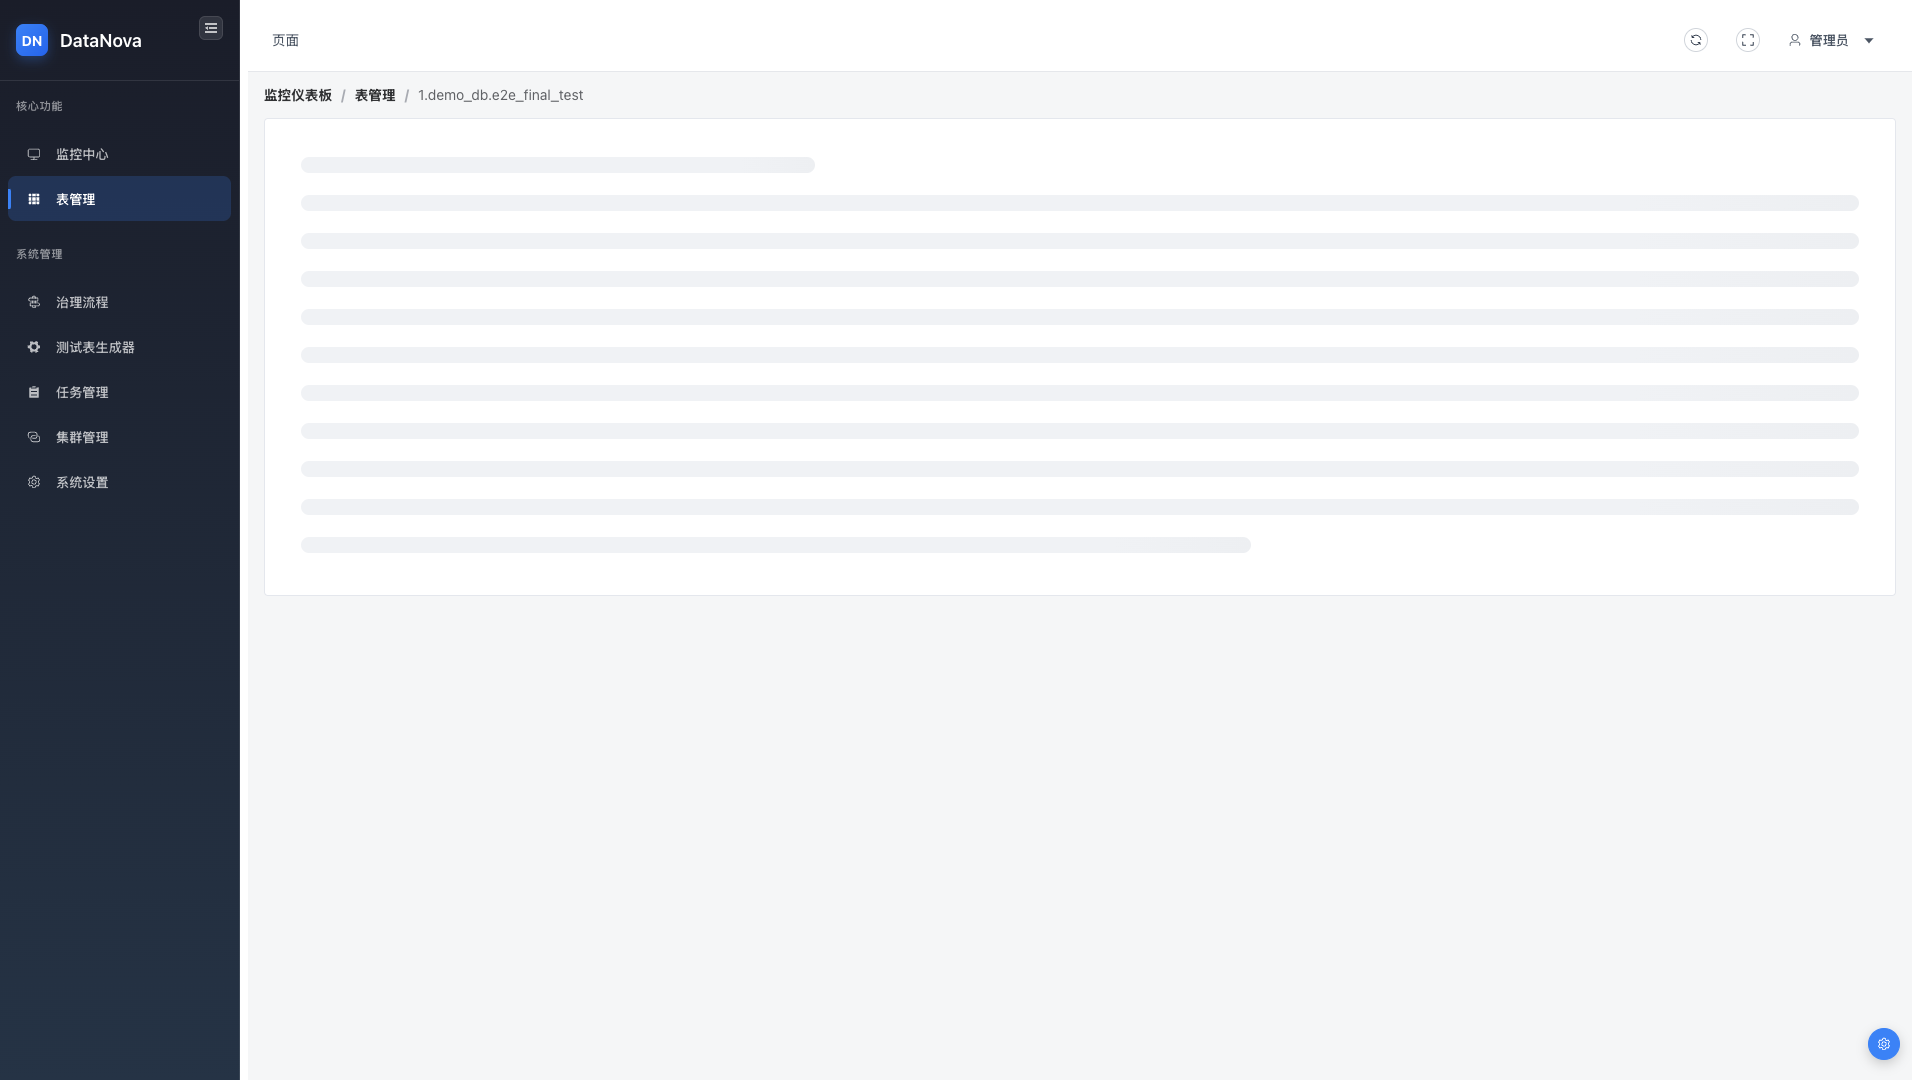 DN DataNova
核心功能
监控中心
表管理
系统管理
治理流程
测试表生成器
任务管理
集群管理
系统设置
页面
管理员
监控仪表板 / 表管理 / 1.demo_db.e2e_final_test